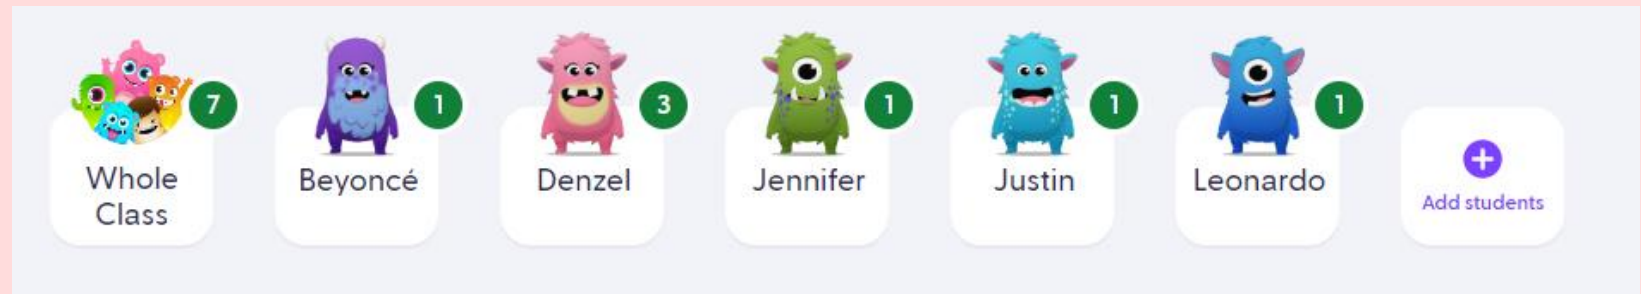 7
Whole
Class
1
Beyoncé
3
Denzel
1
Jennifer
1
Justin
1
Leonardo
Add students